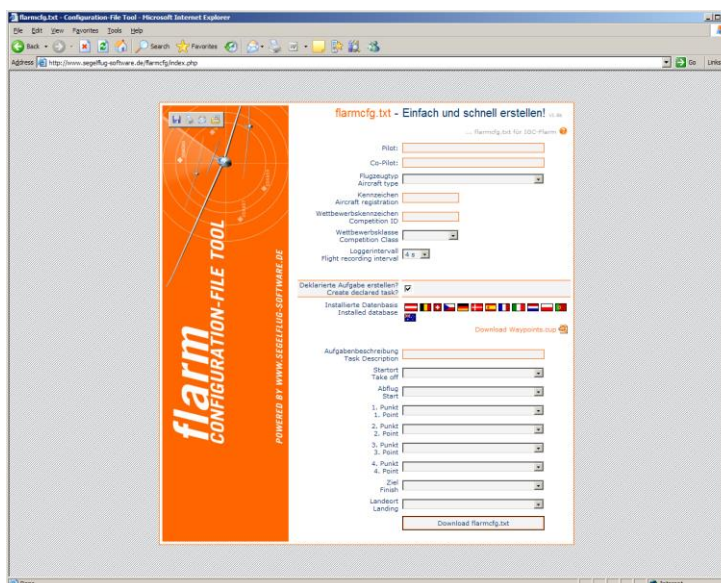 flarmcfg.txt - Configuration-File Tool - Microsoft Internet Explorer
File Edit View Favorites Tools Help
Back Search Favorites
Address http://www.segelflug-software.de/flarmcfg/index.php Go Links
flarmcfg.txt - Einfach und schnell erstellen!
... flarmcfg.txt für IGC-Flarm
Pilot:
Co-Pilot:
Flugzeugtyp
Aircraft type
Kennzeichen
Aircraft registration
Wettbewerbskennzeichen
Competition ID
Wettbewerbsklasse
Competition Class
Loggerintervall
Flight recording interval
4 s
Deklarierte Aufgabe erstellen?
Create declared task?
Installierte Datenbasis
Installed database
Download Waypoints.cup
Aufgabenbeschreibung
Task Description
Startort
Take off
Abflug
Start
1. Punkt
1. Point
2. Punkt
2. Point
3. Punkt
3. Point
4. Punkt
4. Point
Ziel
Finish
Landeort
Landing
Download flarmcfg.txt
flarm
CONFIGURATION-FILE TOOL
POWERED BY WWW.SEGELFLUG-SOFTWARE.DE
Internet